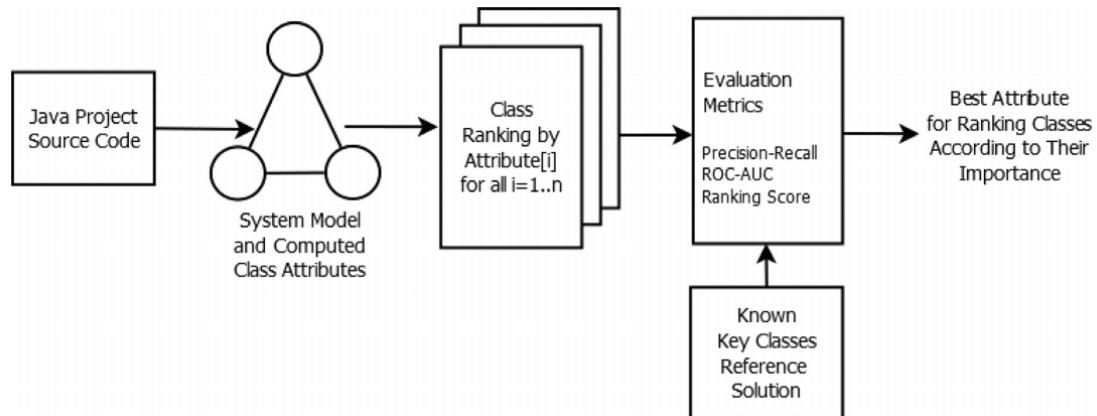 Java Project
Source Code
System Model
and Computed
Class Attributes
Class
Ranking by
Attribute[i]
for all i=1..n
Evaluation
Metrics
Precision-Recall
ROC-AUC
Ranking Score
Known
Key Classes
Reference
Solution
Best Attribute
for Ranking Classes
According to Their
Importance